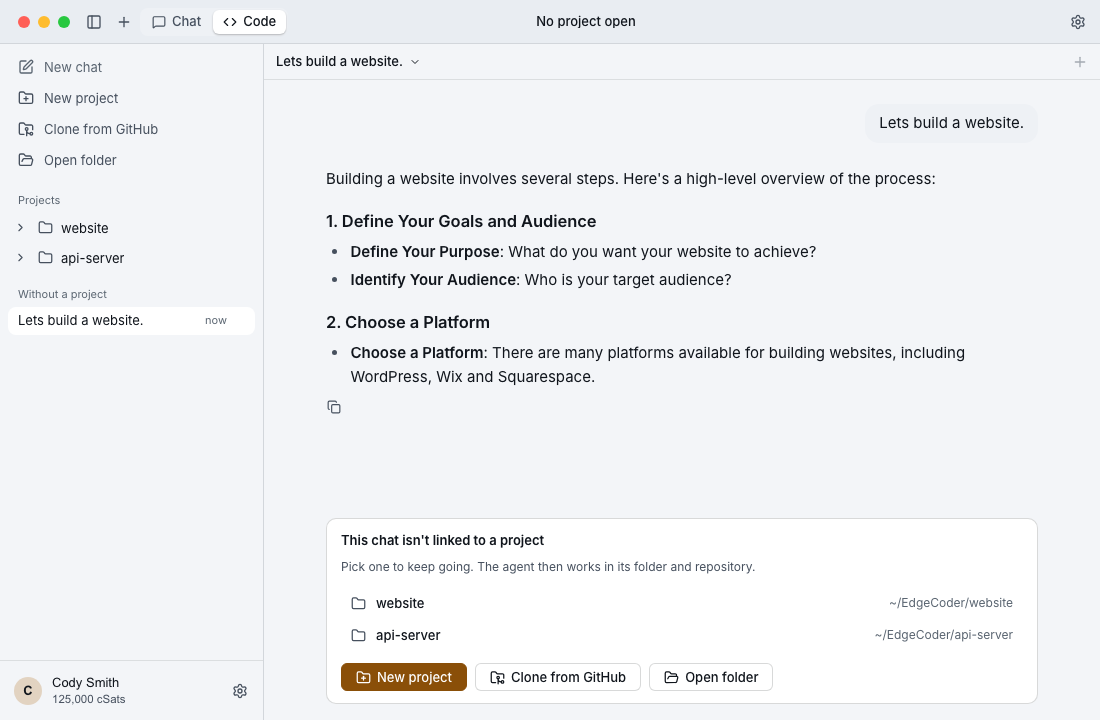 Chat
Code
No project open
New chat
New project
Clone from GitHub
Open folder
Projects
website
api-server
Without a project
Lets build a website. now
Cody Smith
125,000 cSats
Lets build a website.
Lets build a website.
Building a website involves several steps. Here's a high-level overview of the process:
1. Define Your Goals and Audience
• Define Your Purpose: What do you want your website to achieve?
• Identify Your Audience: Who is your target audience?
2. Choose a Platform
• Choose a Platform: There are many platforms available for building websites, including
WordPress, Wix and Squarespace.
This chat isn't linked to a project
Pick one to keep going. The agent then works in its folder and repository.
website ~/EdgeCoder/website
api-server ~/EdgeCoder/api-server
New project
Clone from GitHub
Open folder
C